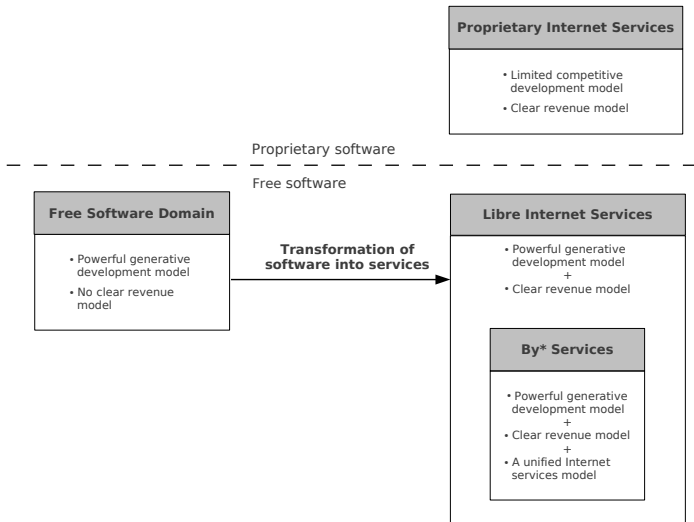 Proprietary Internet Services
• Limited competitive
development model
• Clear revenue model
Proprietary software
Free software
Free Software Domain
• Powerful generative
development model
• No clear revenue
model
Transformation of
software into services
Libre Internet Services
• Powerful generative
development model
+
• Clear revenue model
By* Services
• Powerful generative
development model
+
• Clear revenue model
+
• A unified Internet
services model